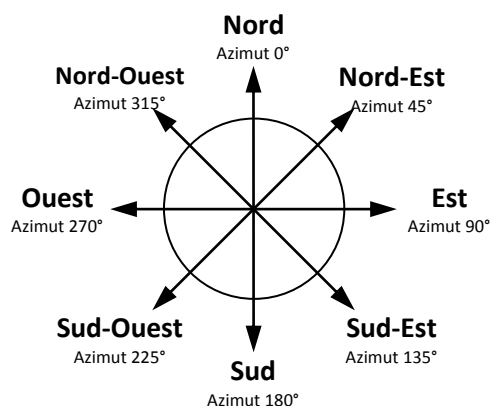 Nord
Azimut 0°
Nord-Ouest
Azimut 315°
Nord-Est
Azimut 45°
Ouest
Azimut 270°
Est
Azimut 90°
Sud-Ouest
Azimut 225°
Sud-Est
Azimut 135°
Sud
Azimut 180°